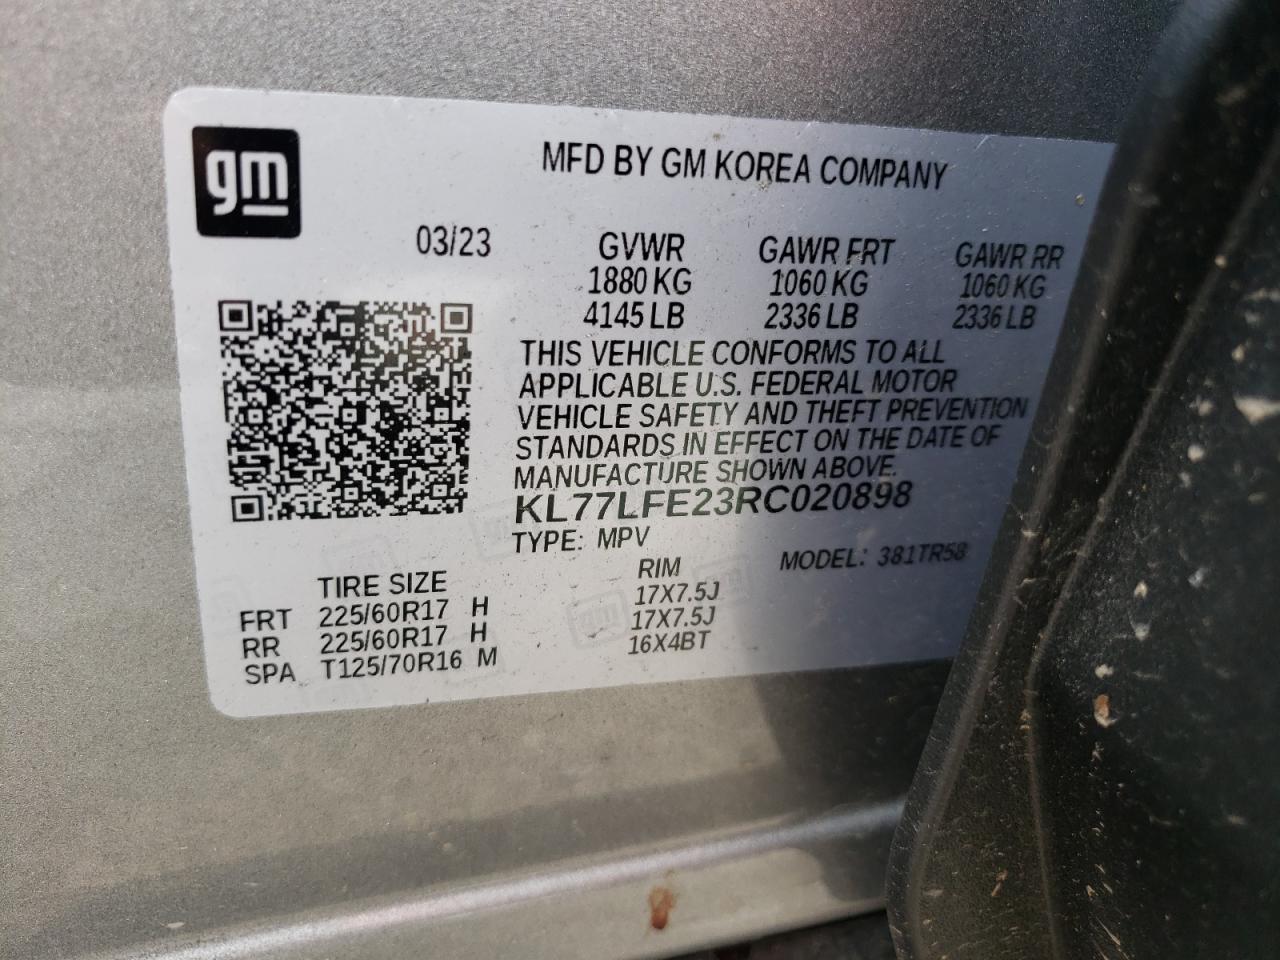 gm
MFD BY GM KOREA COMPANY
03/23 GVWR GAWR FRT GAWR RR
1880 KG 1060 KG 1060 KG
4145 LB 2336 LB 2336 LB
THIS VEHICLE CONFORMS TO ALL
APPLICABLE U.S. FEDERAL MOTOR
VEHICLE SAFETY AND THEFT PREVENTION
STANDARDS IN EFFECT ON THE DATE OF
MANUFACTURE SHOWN ABOVE.
KL77LFE23RC020898
TYPE: MPV MODEL: 381TR58
TIRE SIZE RIM
FRT 225/60R17 H 17X7.5J
RR 225/60R17 H 17X7.5J
SPA T125/70R16 M 16X4BT